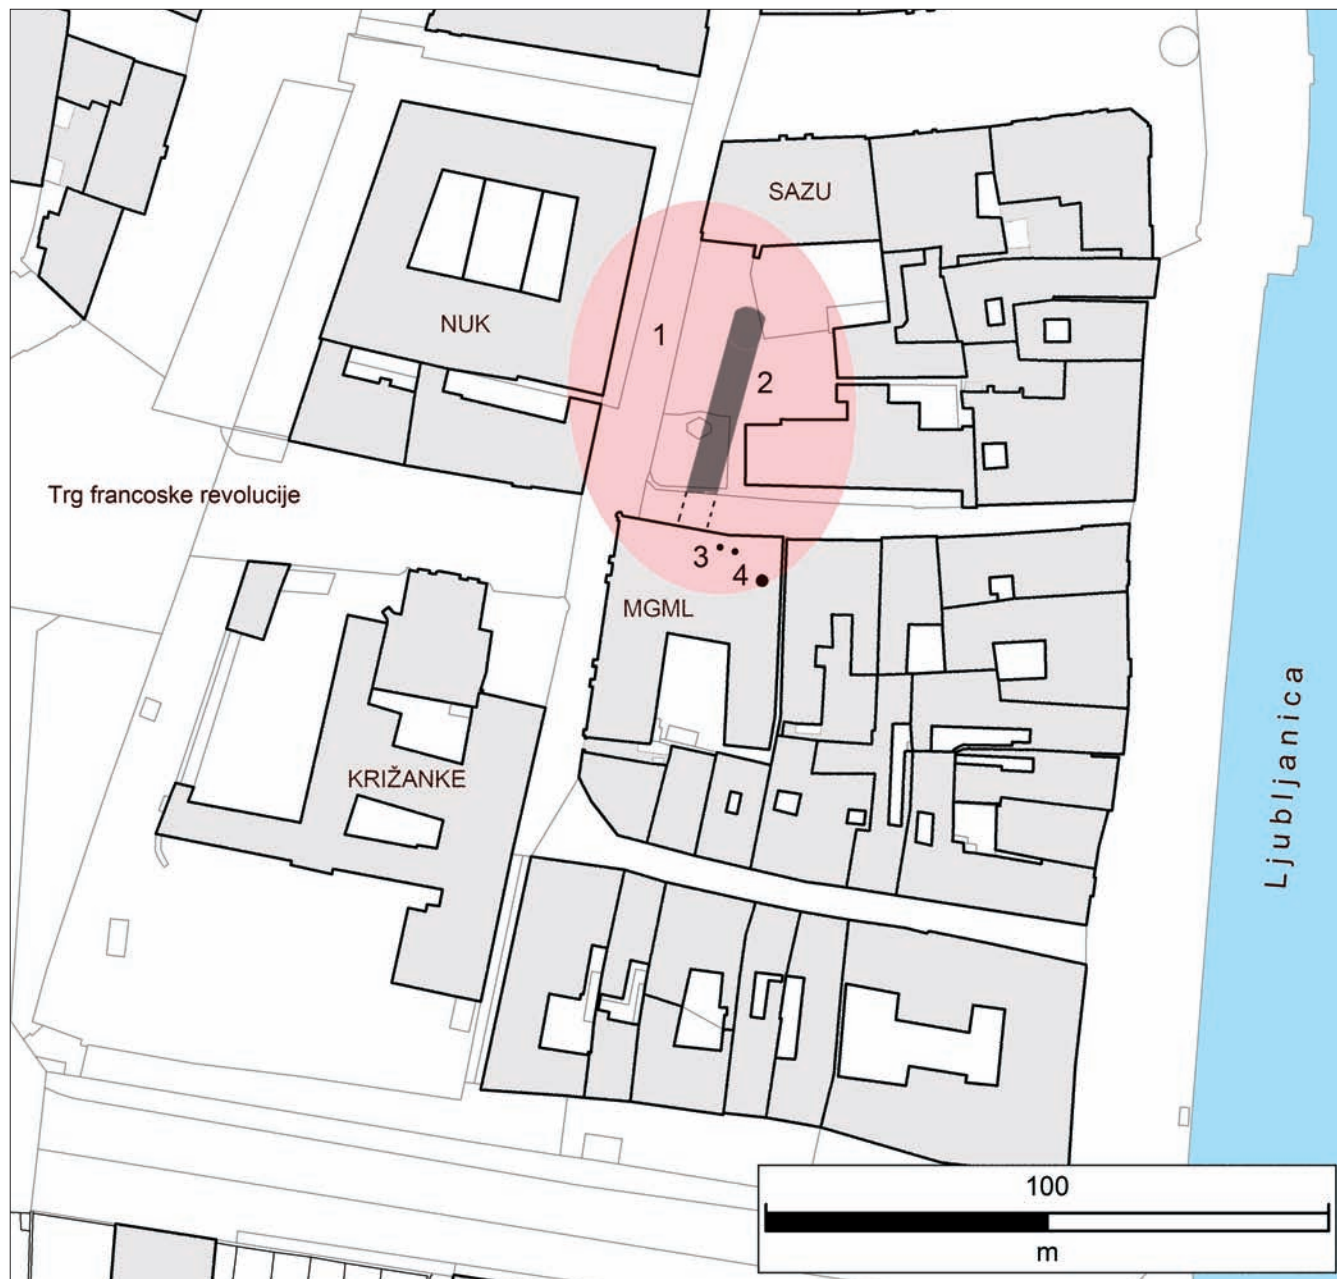 SAZU
NUK
1
2
Trg francoske revolucije
3
4
MGML
KRIŽANKE
Ljubljanica
100
m